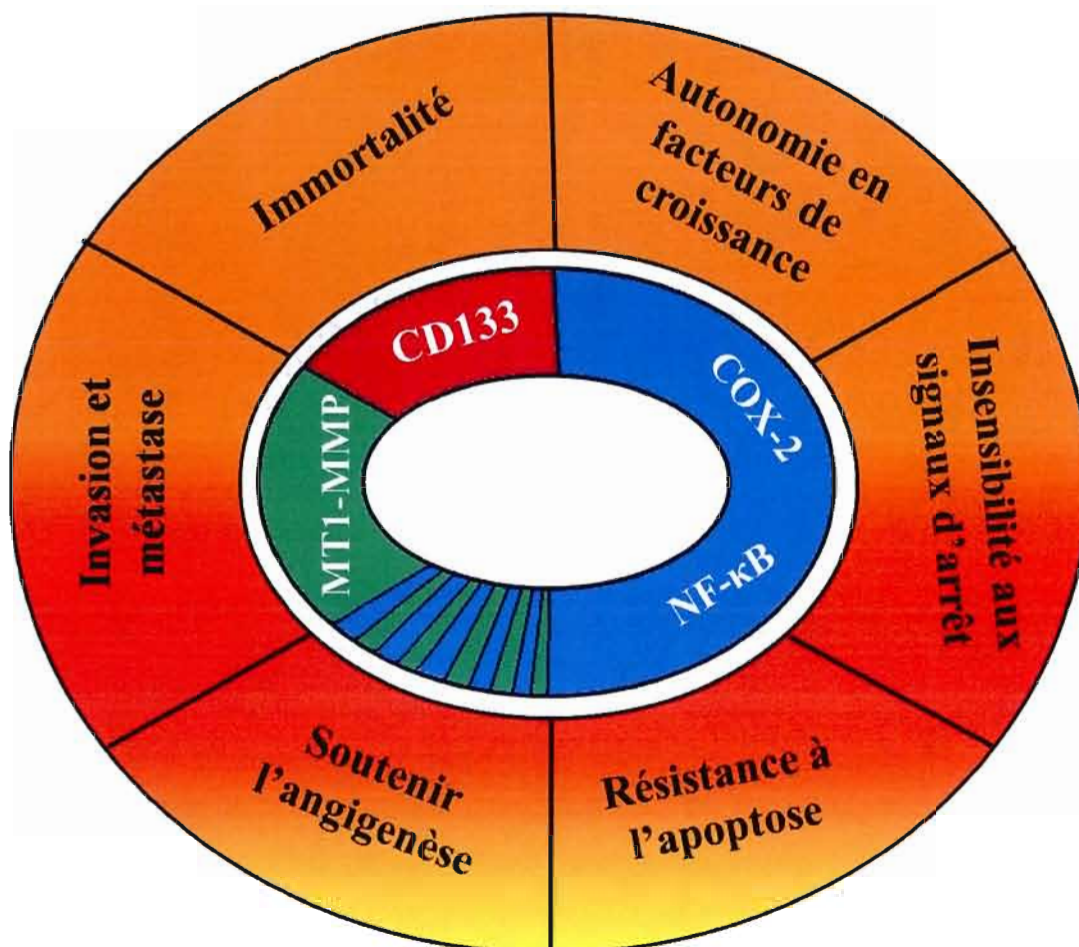 Immortalité
Autonomie en
facteurs de
croissance
Insensibilité aux
signaux d'arrêt
Résistance à
l'apoptose
Soutenir
l'angigenèse
Invasion et
métastase
CD133
COX-2
NF-κB
MT1-MMP